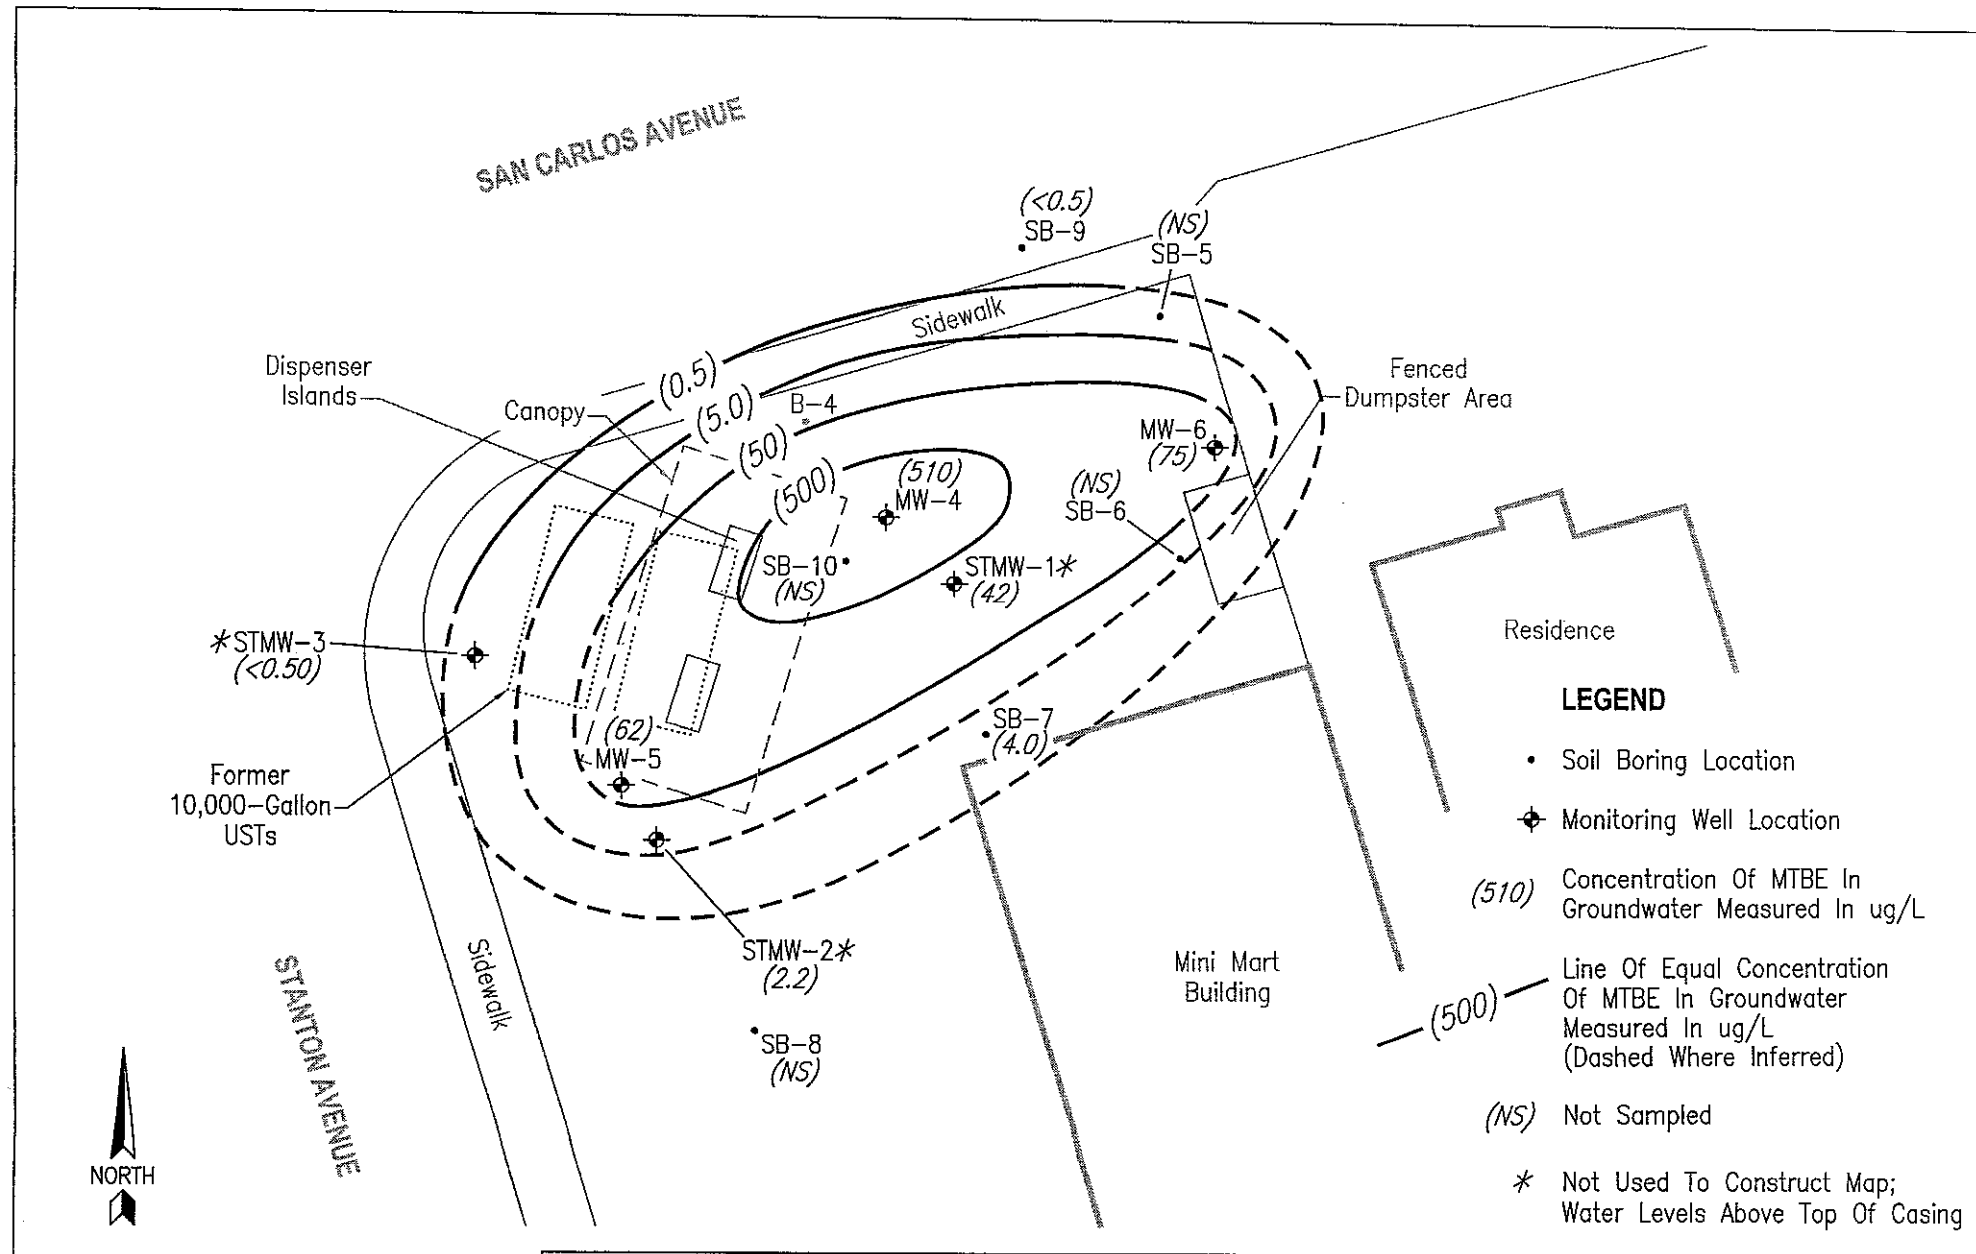 SAN CARLOS AVENUE
(<0.5)
SB-9
(NS)
SB-5
Sidewalk
Dispenser
Islands
Canopy
(0.5)
(5.0)
(50)
(500)
B-4
(510)
MW-4
MW-6
(75)
Fenced
Dumpster Area
(NS)
SB-6
SB-10
(NS)
STMW-1*
(42)
*STMW-3
(<0.50)
Residence
(62)
MW-5
SB-7
(4.0)
Former
10,000-Gallon
USTs
STMW-2*
(2.2)
Sidewalk
STANTON AVENUE
SB-8
(NS)
Mini Mart
Building
NORTH
LEGEND
Soil Boring Location
Monitoring Well Location
(510) Concentration Of MTBE In
Groundwater Measured In ug/L
(500) Line Of Equal Concentration
Of MTBE In Groundwater
Measured In ug/L
(Dashed Where Inferred)
(NS) Not Sampled
* Not Used To Construct Map;
Water Levels Above Top Of Casing